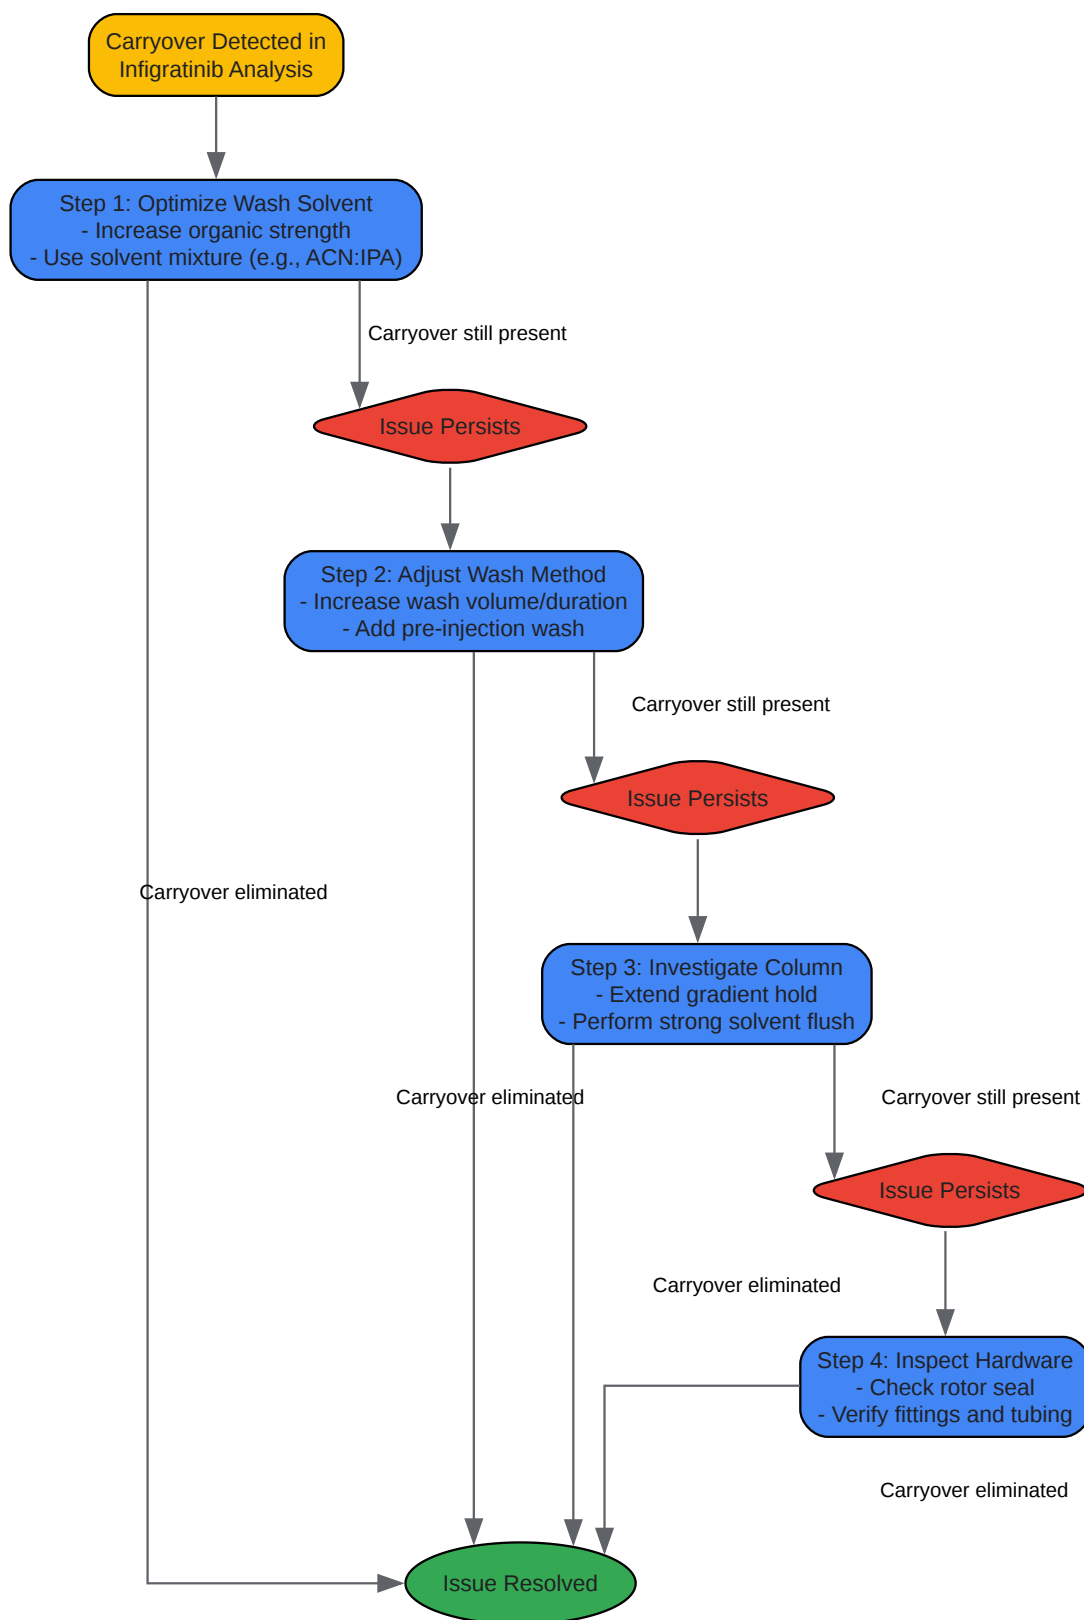 Carryover Detected in
Infigratinib Analysis
Step 1: Optimize Wash Solvent
- Increase organic strength
- Use solvent mixture (e.g., ACN:IPA)
Carryover still present
Issue Persists
Step 2: Adjust Wash Method
- Increase wash volume/duration
- Add pre-injection wash
Carryover still present
Issue Persists
Carryover eliminated
Step 3: Investigate Column
- Extend gradient hold
- Perform strong solvent flush
Carryover eliminated
Carryover still present
Issue Persists
Carryover eliminated
Step 4: Inspect Hardware
- Check rotor seal
- Verify fittings and tubing
Carryover eliminated
Issue Resolved